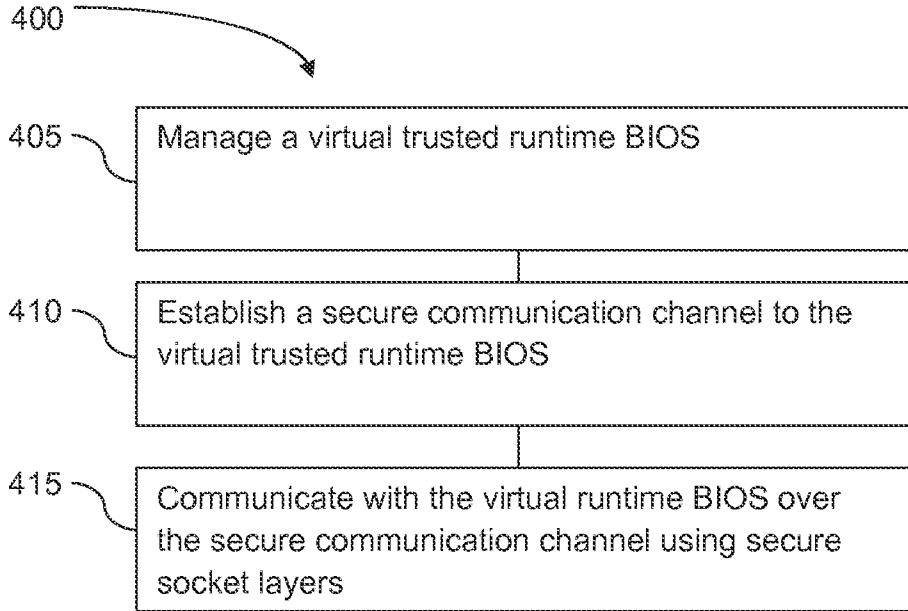 400
405
Manage a virtual trusted runtime BIOS
410
Establish a secure communication channel to the
virtual trusted runtime BIOS
415
Communicate with the virtual runtime BIOS over
the secure communication channel using secure
socket layers